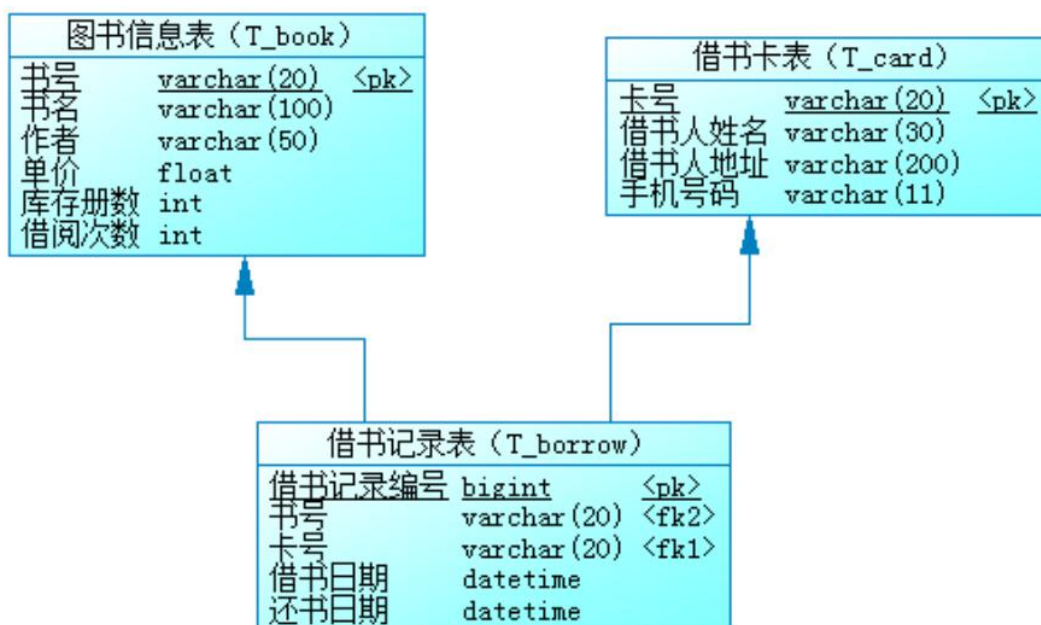 图书信息表（T_book）
书号 varchar(20) <pk>
书名 varchar(100)
作者 varchar(50)
单价 float
库存册数 int
借阅次数 int
借书卡表（T_card）
卡号 varchar(20) <pk>
借书人姓名 varchar(30)
借书人地址 varchar(200)
手机号码 varchar(11)
借书记录表（T_borrow）
借书记录编号 bigint <pk>
书号 varchar(20) <fk2>
卡号 varchar(20) <fk1>
借书日期 datetime
还书日期 datetime